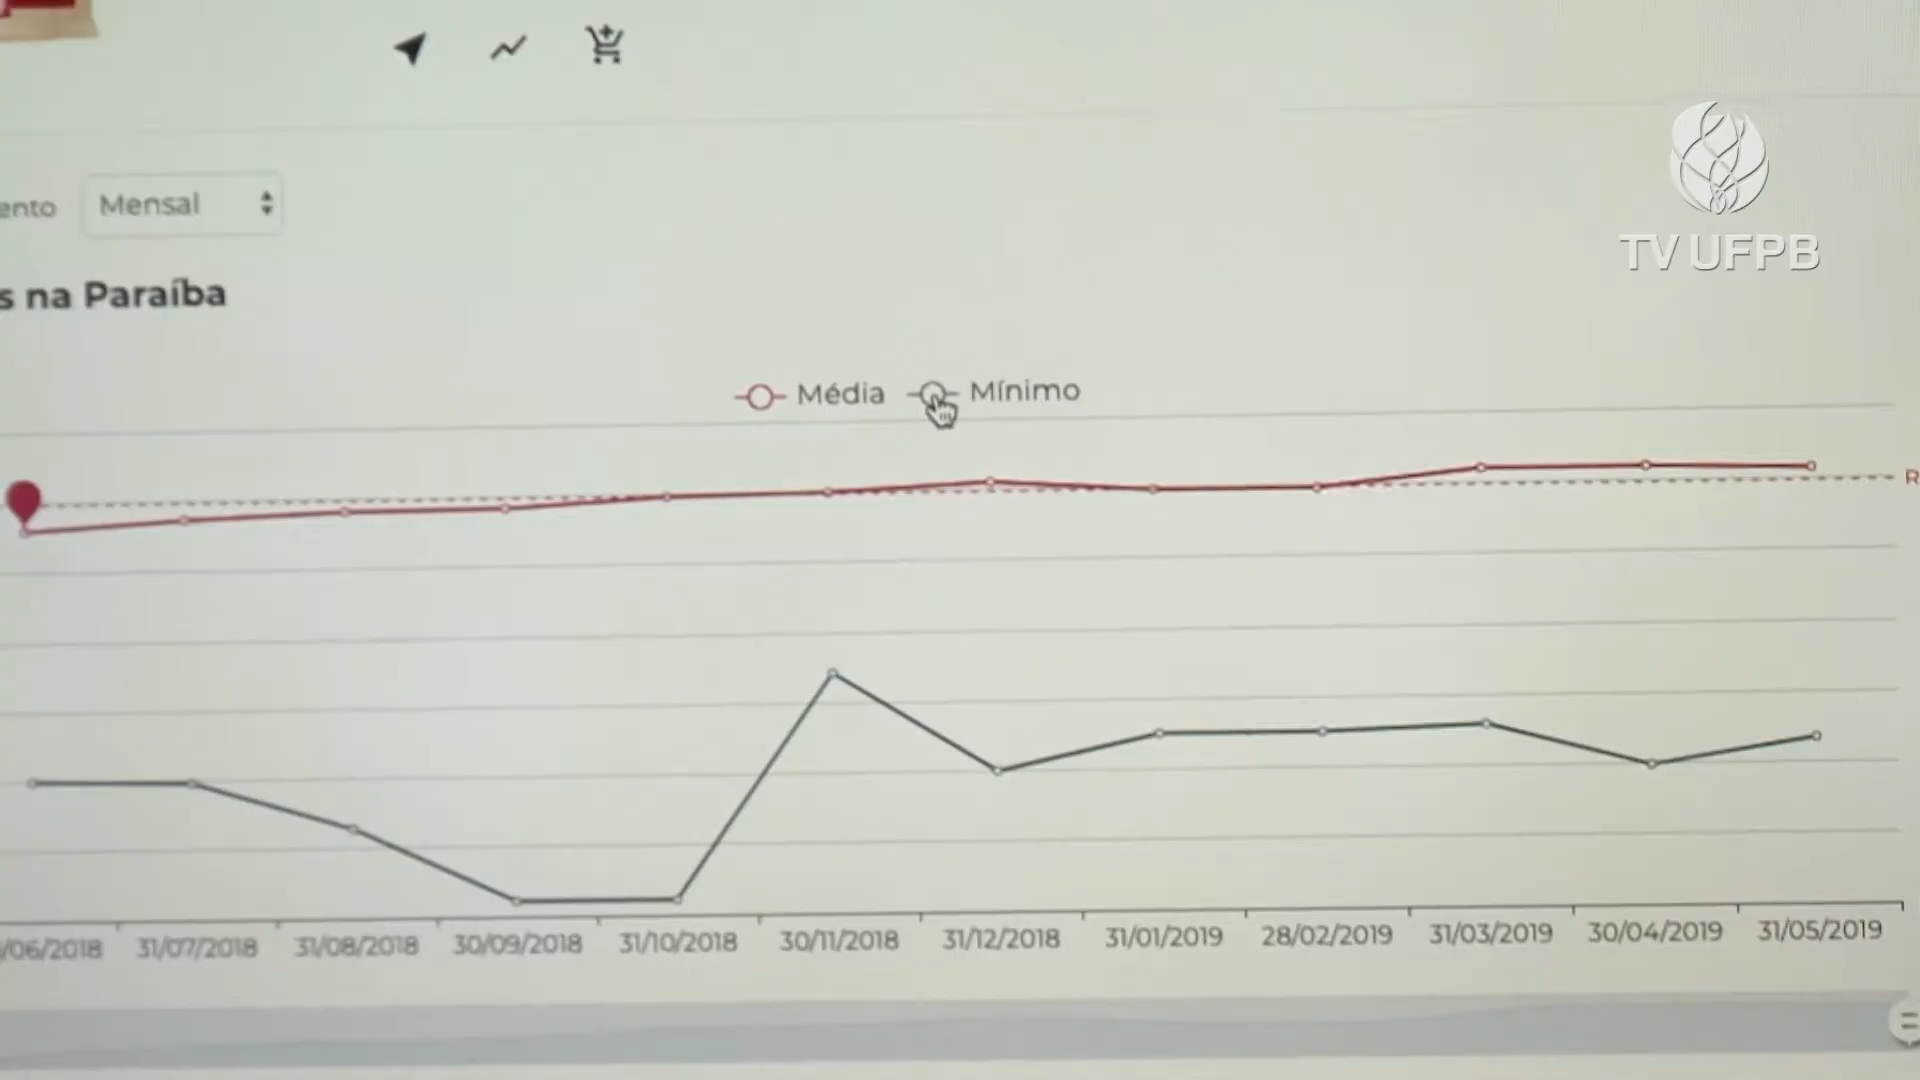 TV UFPB
ento Mensal
s na Paraíba
Média Mínimo
R
/06/2018 31/07/2018 31/08/2018 30/09/2018 31/10/2018 30/11/2018 31/12/2018 31/01/2019 28/02/2019 31/03/2019 30/04/2019 31/05/2019